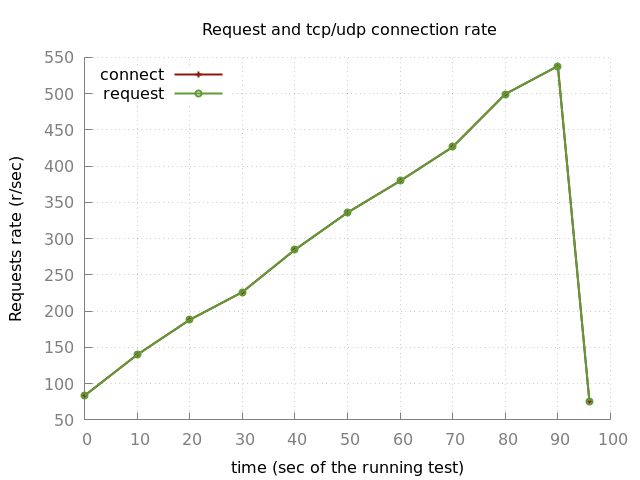 Request and tcp/udp connection rate
550
500
450
400
350
300
250
200
150
100
50
connect
request
Requests rate (r/sec)
0 10 20 30 40 50 60 70 80 90 100
time (sec of the running test)